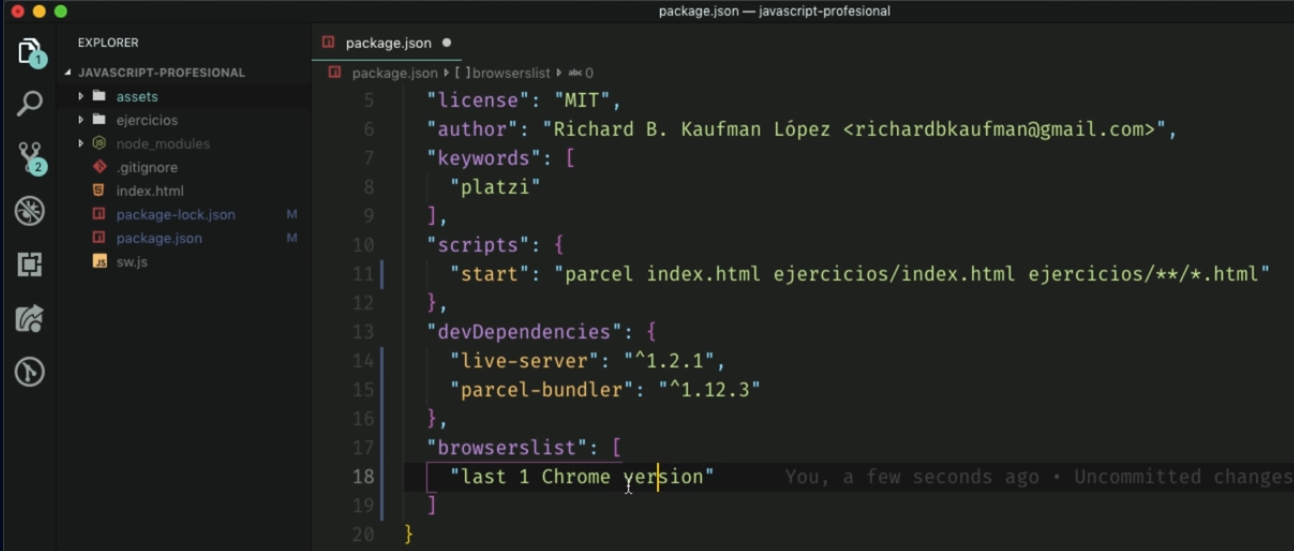 package.json — javascript-profesional
EXPLORER
JAVASCRIPT-PROFESIONAL
assets
ejercicios
node_modules
.gitignore
index.html
package-lock.json M
package.json M
sw.js
1
2
package.json
package.json [ ] browserslist abc 0
5 "license": "MIT",
6 "author": "Richard B. Kaufman López <richardbkaufman@gmail.com>",
7 "keywords": [
8 "platzi"
9 ],
10 "scripts": {
11 "start": "parcel index.html ejercicios/index.html ejercicios/**/*.html"
12 },
13 "devDependencies": {
14 "live-server": "^1.2.1",
15 "parcel-bundler": "^1.12.3"
16 },
17 "browserslist": [
18 "last 1 Chrome version" You, a few seconds ago • Uncommitted changes
19 ]
20 }